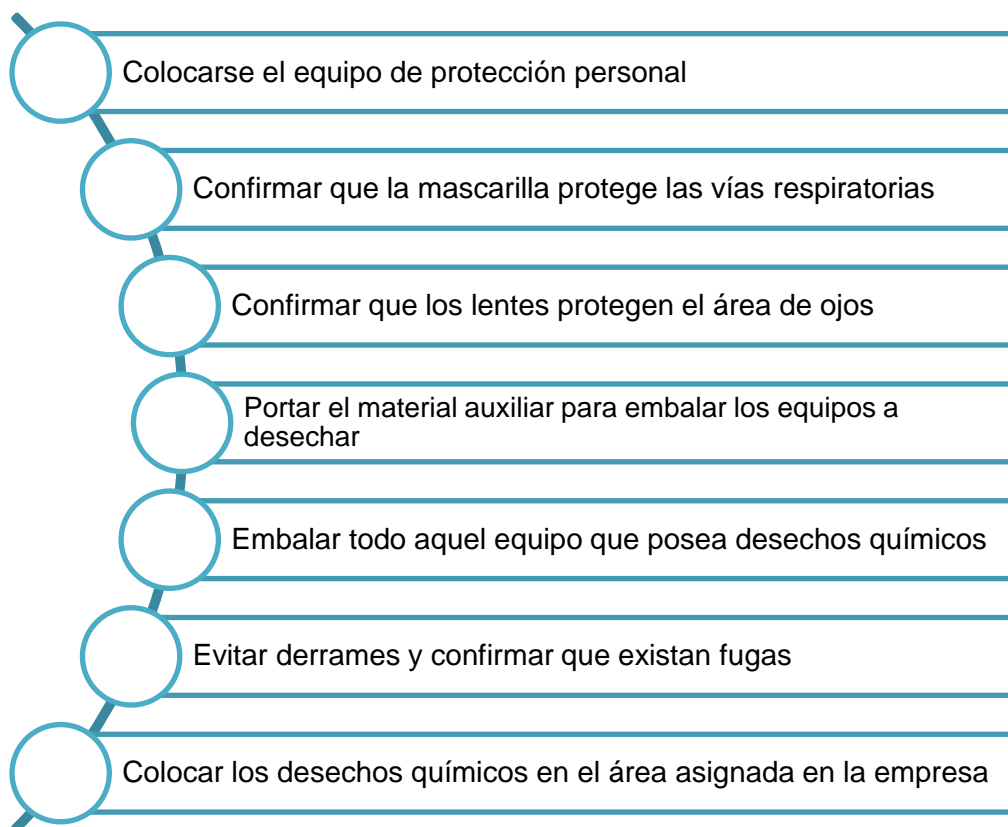 Colocarse el equipo de protección personal
Confirmar que la mascarilla protege las vías respiratorias
Confirmar que los lentes protegen el área de ojos
Portar el material auxiliar para embalar los equipos a
desechar
Embalar todo aquel equipo que posea desechos químicos
Evitar derrames y confirmar que existan fugas
Colocar los desechos químicos en el área asignada en la empresa